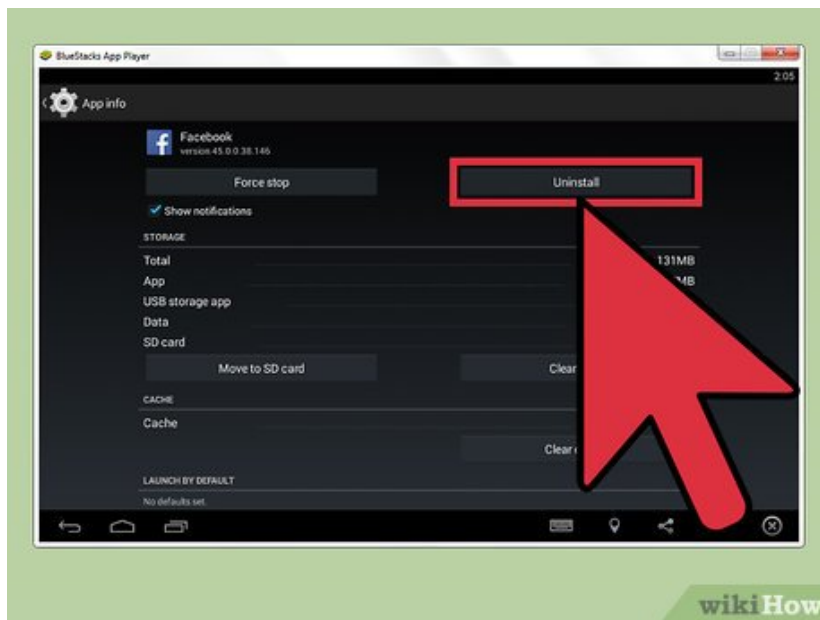 BlueStacks App Player
2:05
App info
Facebook
version 45.0.0.38.146
Force stop
Uninstall
Show notifications
STORAGE
Total
131MB
App
MB
USB storage app
Data
SD card
Move to SD card
Clear
CACHE
Cache
Clear
LAUNCH BY DEFAULT
No defaults set.
wikiHow